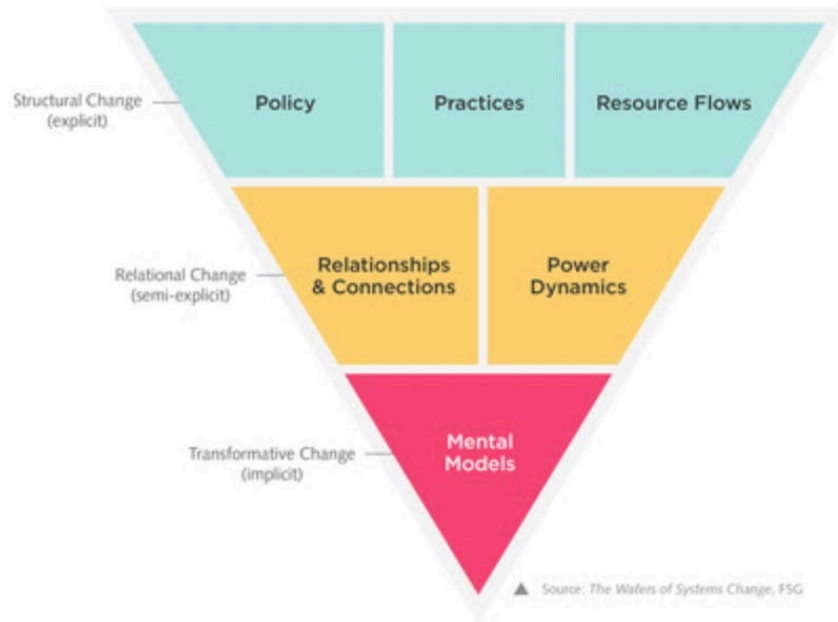 Structural Change
(explicit)
Policy
Practices
Resource Flows
Relational Change
(semi-explicit)
Relationships
& Connections
Power
Dynamics
Transformative Change
(implicit)
Mental
Models
Source: The Waters of Systems Change, FSG